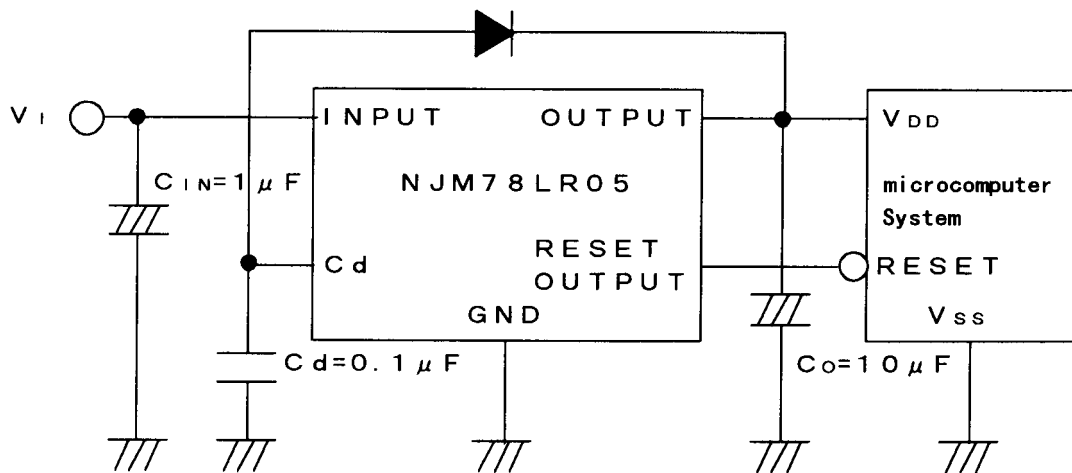 VI
INPUT
OUTPUT
VDD
CIN=1μF
NJM78LR05
microcomputer
System
Cd
RESET
OUTPUT
RESET
GND
VSS
Cd=0.1μF
CO=10μF